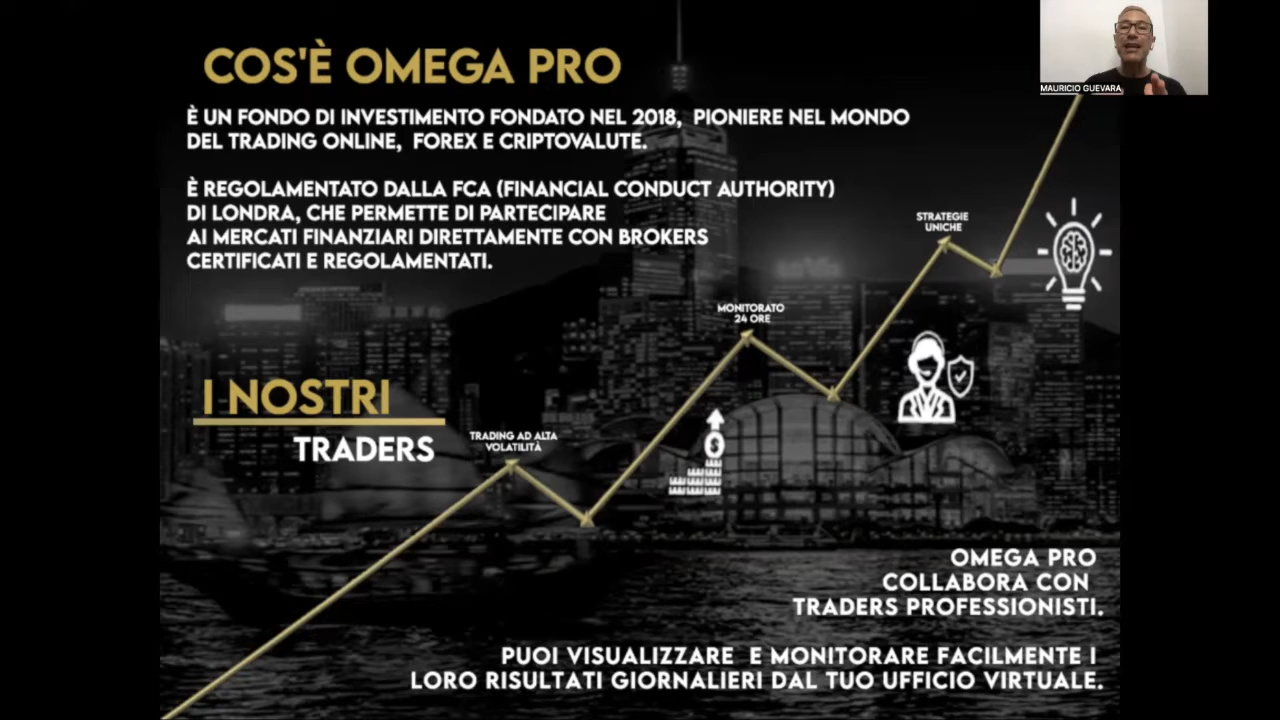 COS'È OMEGA PRO
MAURICIO GUEVARA
È UN FONDO DI INVESTIMENTO FONDATO NEL 2018, PIONIERE NEL MONDO
DEL TRADING ONLINE, FOREX E CRIPTOVALUTE.
È REGOLAMENTATO DALLA FCA (FINANCIAL CONDUCT AUTHORITY)
DI LONDRA, CHE PERMETTE DI PARTECIPARE
AI MERCATI FINANZIARI DIRETTAMENTE CON BROKERS
CERTIFICATI E REGOLAMENTATI.
STRATEGIE
UNICHE
MONITORATO
24 ORE
I NOSTRI
TRADERS
TRADING AD ALTA
VOLATILITÀ
OMEGA PRO
COLLABORA CON
TRADERS PROFESSIONISTI.
PUOI VISUALIZZARE E MONITORARE FACILMENTE I
LORO RISULTATI GIORNALIERI DAL TUO UFFICIO VIRTUALE.